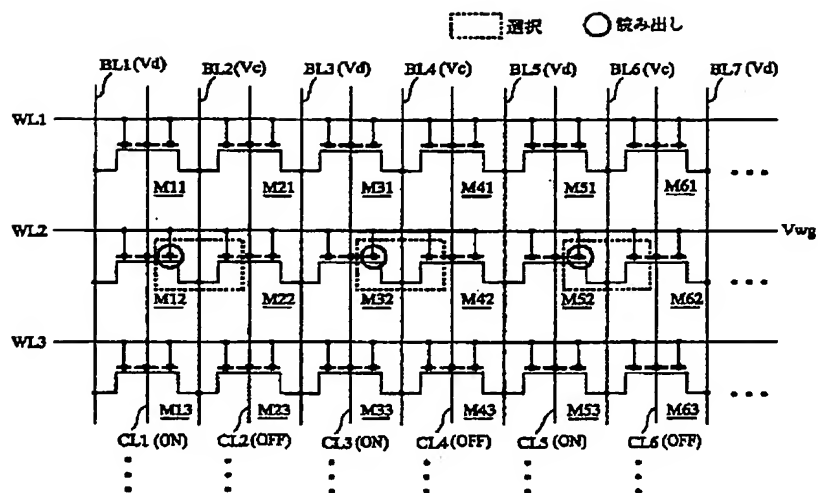 選択 読み出し
BL1(Vd) BL2(Vc) BL3(Vd) BL4(Vc) BL5(Vd) BL6(Vc) BL7(Vd)
WL1
M11 M21 M31 M41 M51 M61
WL2 Vwg
M12 M22 M32 M42 M52 M62
WL3
M13 M23 M33 M43 M53 M63
CL1(ON) CL2(OFF) CL3(ON) CL4(OFF) CL5(ON) CL6(OFF)